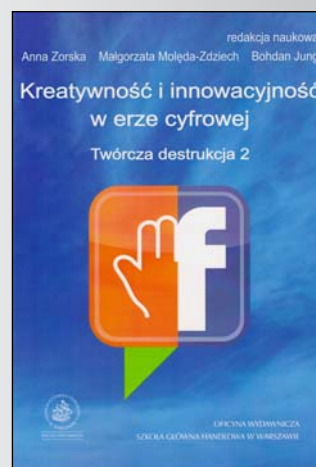 redakcja naukowa
Anna Zorska Małgorzata Molęda-Zdziech Bohdan Jung
Kreatywność i innowacyjność
w erze cyfrowej
Twórcza destrukcja 2
f
OFICYNA WYDAWNICZA
SZKOŁA GŁÓWNA HANDLOWA W WARSZAWIE